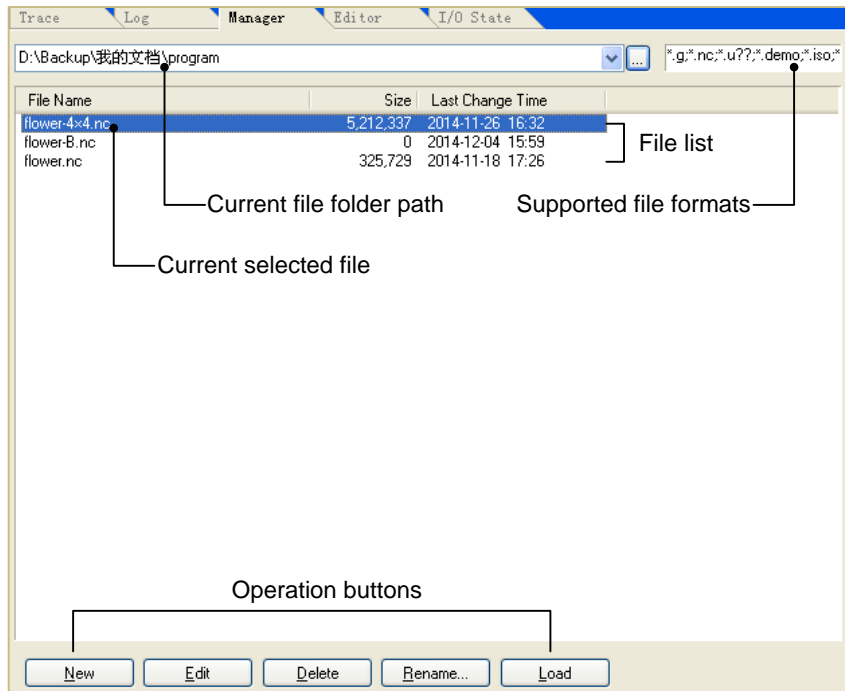 Trace Log Manager Editor I/O State
D:\Backup\我的文档\program ... *.g;*.nc;*.u??;*.demo;*.iso;*
File Name Size Last Change Time
flower-4×4.nc 5,212,337 2014-11-26 16:32
flower-B.nc 0 2014-12-04 15:59
flower.nc 325,729 2014-11-18 17:26
File list
Current file folder path Supported file formats
Current selected file
Operation buttons
New Edit Delete Rename... Load